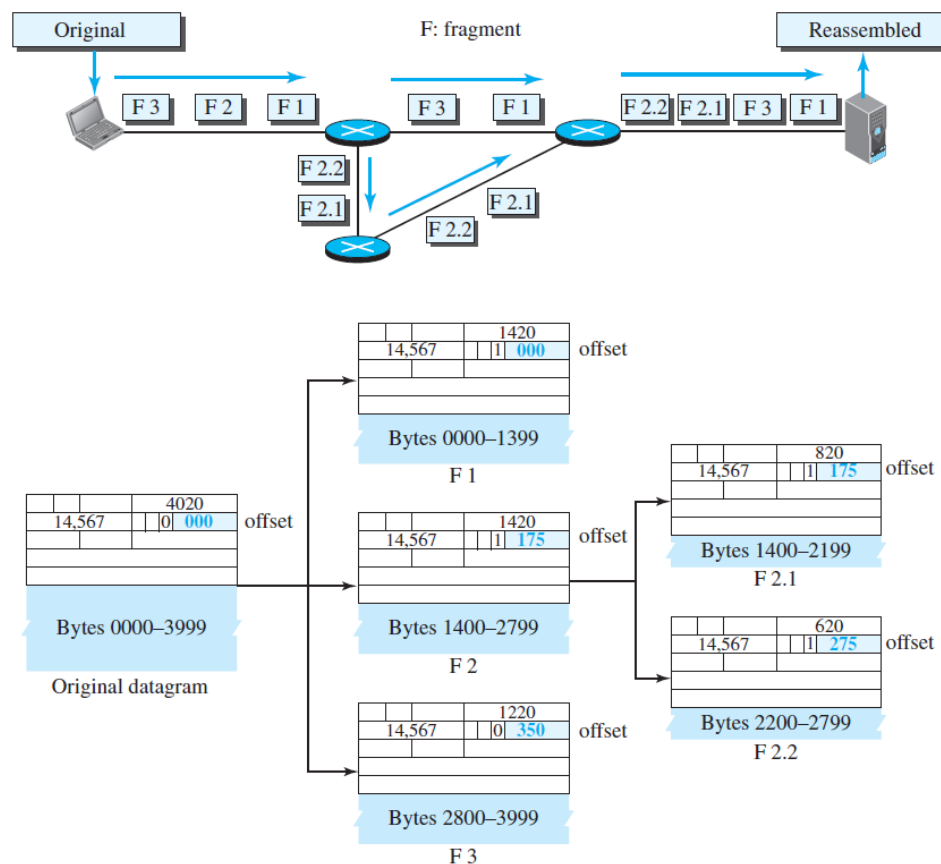 Original
F: fragment
Reassembled
F 3 F 2 F 1 F 3 F 1 F 2.2 F 2.1 F 3 F 1
F 2.2
F 2.1
F 2.1
F 2.2
1420
14,567 1 000 offset
Bytes 0000–1399
F 1
4020
14,567 0 000 offset
Bytes 0000–3999
Original datagram
1420
14,567 1 175 offset
Bytes 1400–2799
F 2
1220
14,567 0 350 offset
Bytes 2800–3999
F 3
820
14,567 1 175 offset
Bytes 1400–2199
F 2.1
620
14,567 1 275 offset
Bytes 2200–2799
F 2.2